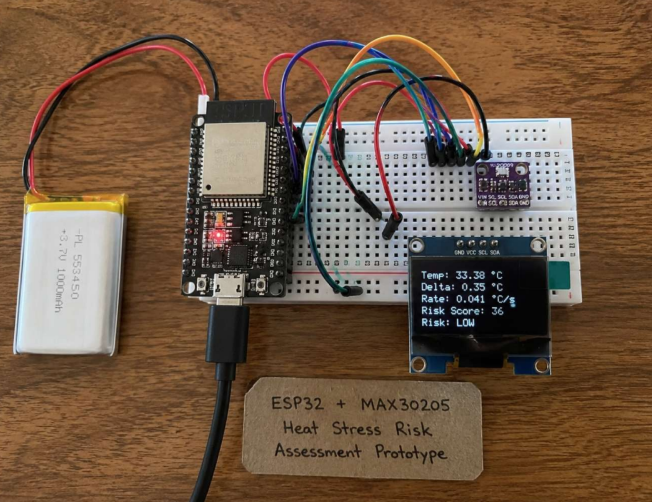 -PL 553450
+3.7V 1000mAh
GND VCC SCL SDA
Temp: 33.38 °C
Delta: 0.35 °C
Rate: 0.041 °C/s
Risk Score: 36
Risk: LOW
ESP32 + MAX30205
Heat Stress Risk
Assessment Prototype